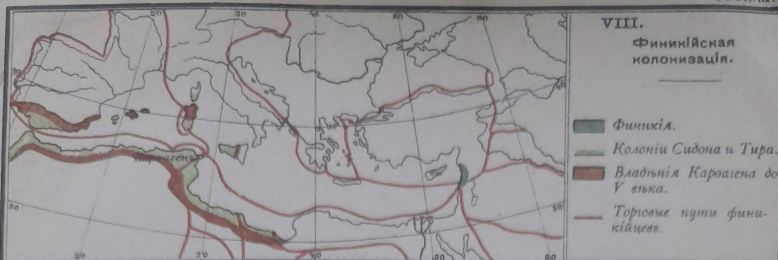 VIII.
Финикійская
колонизація.
Финикія.
Колоніи Сидона и Тира.
Владѣнія Карѳагена до
V вѣка.
Торговые пути фини-
кійцевъ.
Карѳагенъ